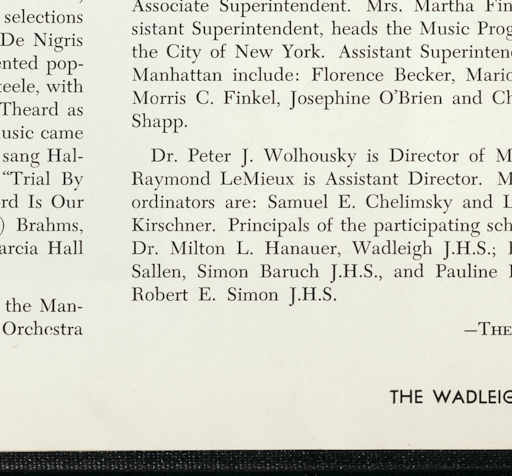 selections
De Nigris
ented pop-
teele, with
Theard as
usic came
sang Hal-
"Trial By
rd Is Our
) Brahms,
arcia Hall
the Man-
Orchestra
Associate Superintendent. Mrs. Martha Fin
sistant Superintendent, heads the Music Prog
the City of New York. Assistant Superintend
Manhattan include: Florence Becker, Mario
Morris C. Finkel, Josephine O'Brien and Ch
Shapp.
Dr. Peter J. Wolhousky is Director of M
Raymond LeMieux is Assistant Director. M
ordinators are: Samuel E. Chelimsky and L
Kirschner. Principals of the participating sch
Dr. Milton L. Hanauer, Wadleigh J.H.S.;
Sallen, Simon Baruch J.H.S., and Pauline
Robert E. Simon J.H.S.
—THE
THE WADLEIG